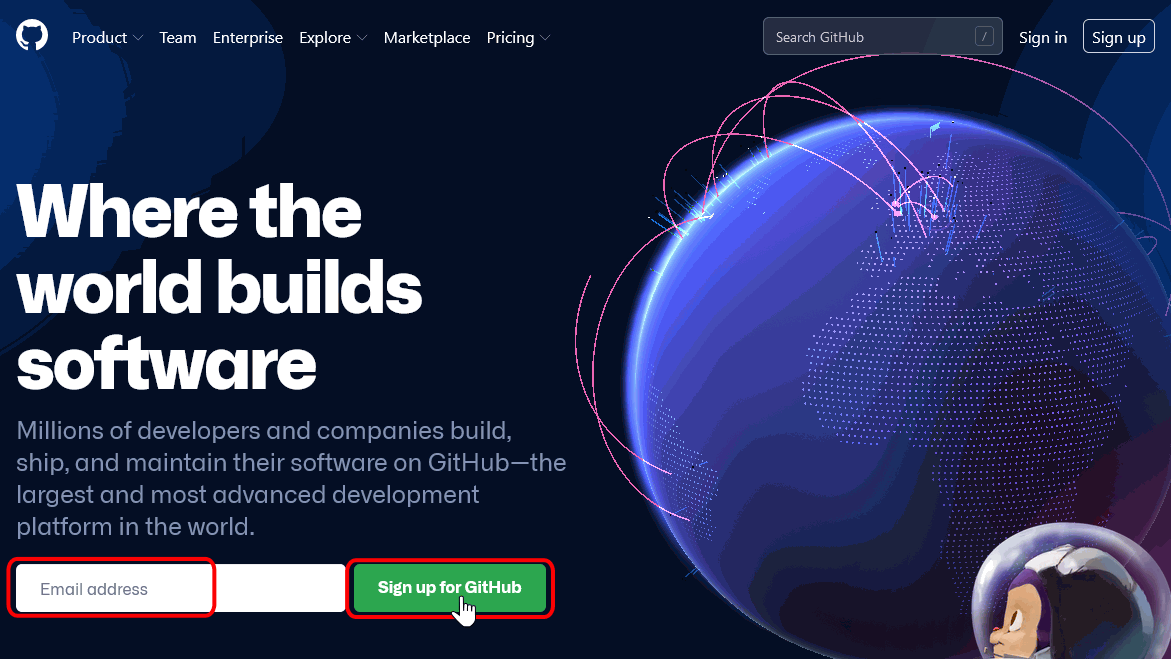 Product Team Enterprise Explore Marketplace Pricing Search GitHub / Sign in Sign up
Where the
world builds
software
Millions of developers and companies build,
ship, and maintain their software on GitHub—the
largest and most advanced development
platform in the world.
Email address Sign up for GitHub